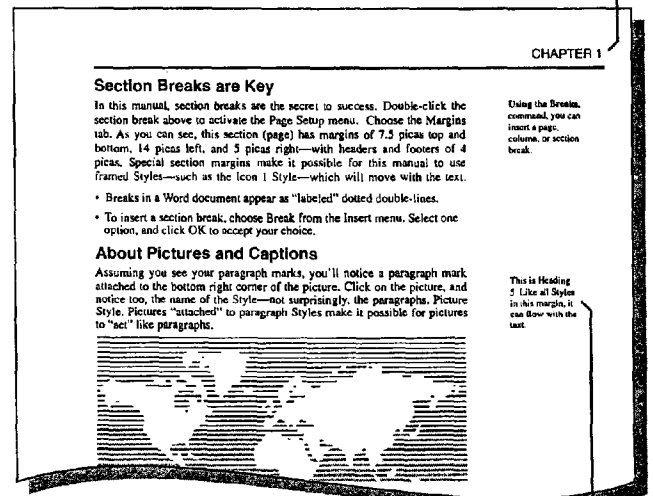 CHAPTER 1
Section Breaks are Key
In this manual, section breaks are the secret to success. Double-click the
section break above to activate the Page Setup menu. Choose the Margins
tab. As you can see, this section (page) has margins of 7.5 picas top and
bottom, 14 picas left, and 5 picas right—with headers and footers of 4
picas. Special section margins make it possible for this manual to use
framed Styles—such as the Icon 1 Style—which will move with the text.
• Breaks in a Word document appear as “labeled” dotted double-lines.
• To insert a section break, choose Break from the Insert menu. Select one
option, and click OK to accept your choice.
Using the Breaks,
command, you can
insert a page,
column, or section
break.
About Pictures and Captions
Assuming you see your paragraph marks, you’ll notice a paragraph mark
attached to the bottom right corner of the picture. Click on the picture, and
notice too, the name of the Style—not surprisingly, the paragraphs, Picture
Style. Pictures “attached” to paragraph Styles make it possible for pictures
to “act” like paragraphs.
This is Heading
5 Like all Styles
in this margin, it
can flow with the
text.